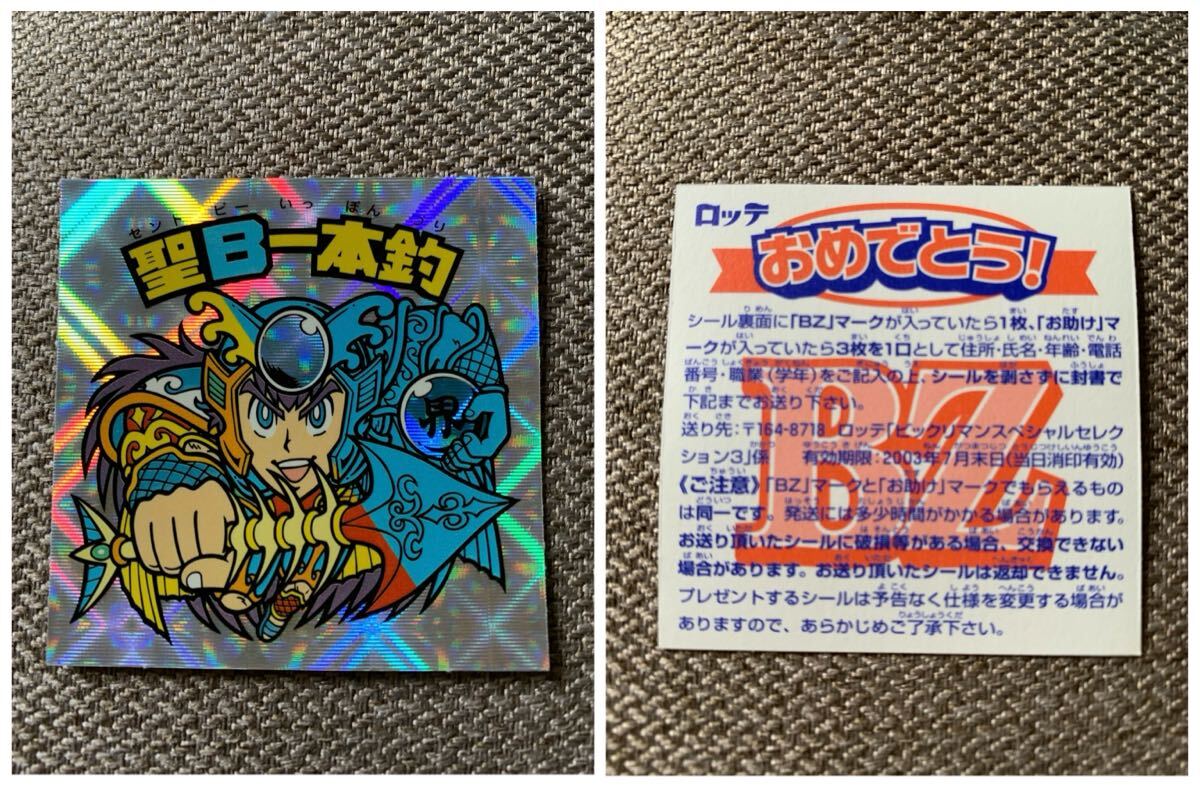 セント ビー いっ ぽん づり
聖B一本釣
界
ロッテ
おめでとう!
シール裏面に「BZ」マークが入っていたら1枚、「お助け」マ
ークが入っていたら3枚を1口として住所・氏名・年齢・電話
番号・職業(学年)をご記入の上、シールを剥さずに封書で
下記までお送り下さい。
送り先:〒164-8718 ロッテ「ビックリマンスペシャルセレク
ション3」係 有効期限:2003年7月末日(当日消印有効)
《ご注意》「BZ」マークと「お助け」マークでもらえるもの
は同一です。発送には多少時間がかかる場合があります。
お送り頂いたシールに破損等がある場合、交換できない
場合があります。お送り頂いたシールは返却できません。
プレゼントするシールは予告なく仕様を変更する場合が
ありますので、あらかじめご了承下さい。
BZ